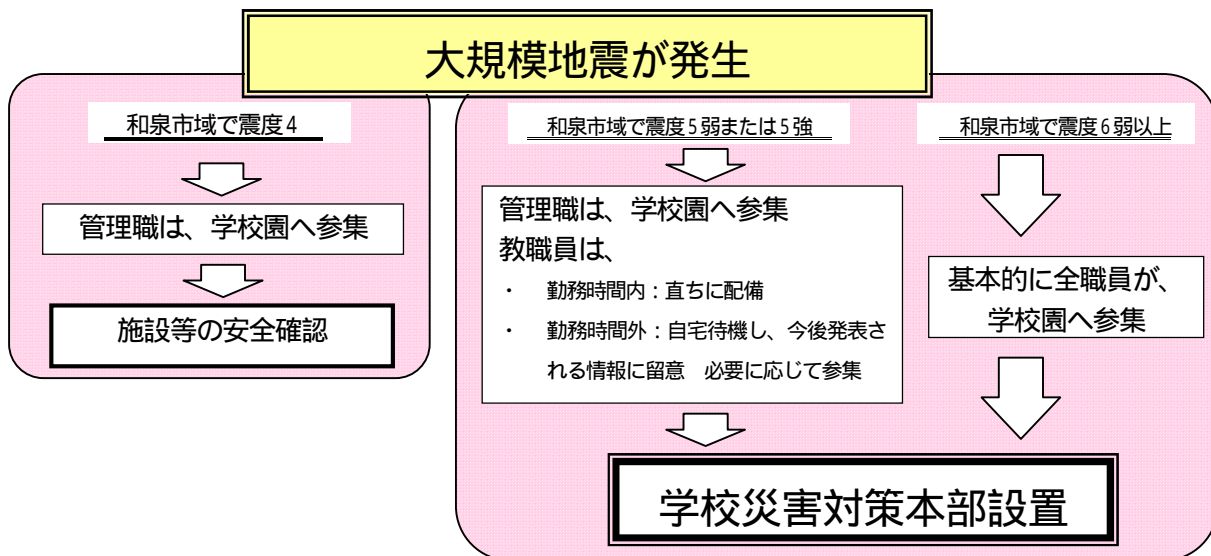 大規模地震が発生
和泉市域で震度4
管理職は、学校園へ参集
施設等の安全確認
和泉市域で震度5弱または5強
管理職は、学校園へ参集
教職員は、
・ 勤務時間内：直ちに配備
・ 勤務時間外：自宅待機し、今後発表さ
れる情報に留意　必要に応じて参集
和泉市域で震度6弱以上
基本的に全職員が、
学校園へ参集
学校災害対策本部設置